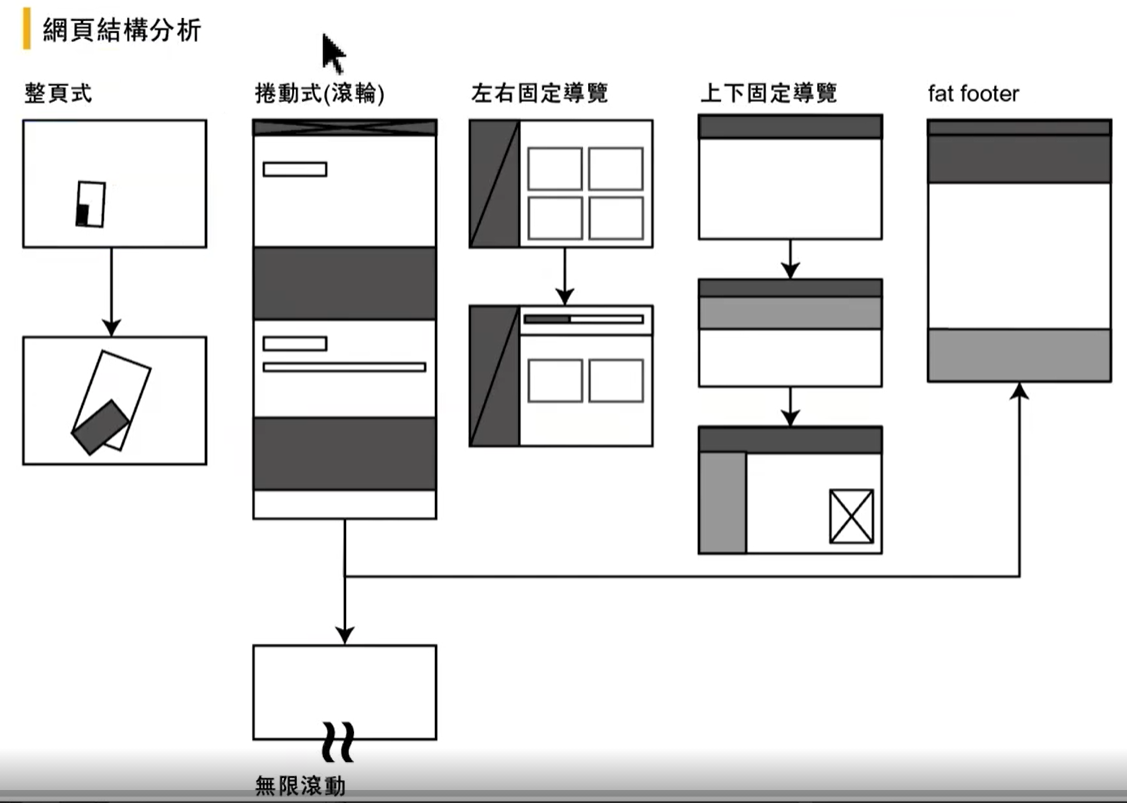 網頁結構分析
整頁式
捲動式(滾輪)
左右固定導覽
上下固定導覽
fat footer
無限滾動